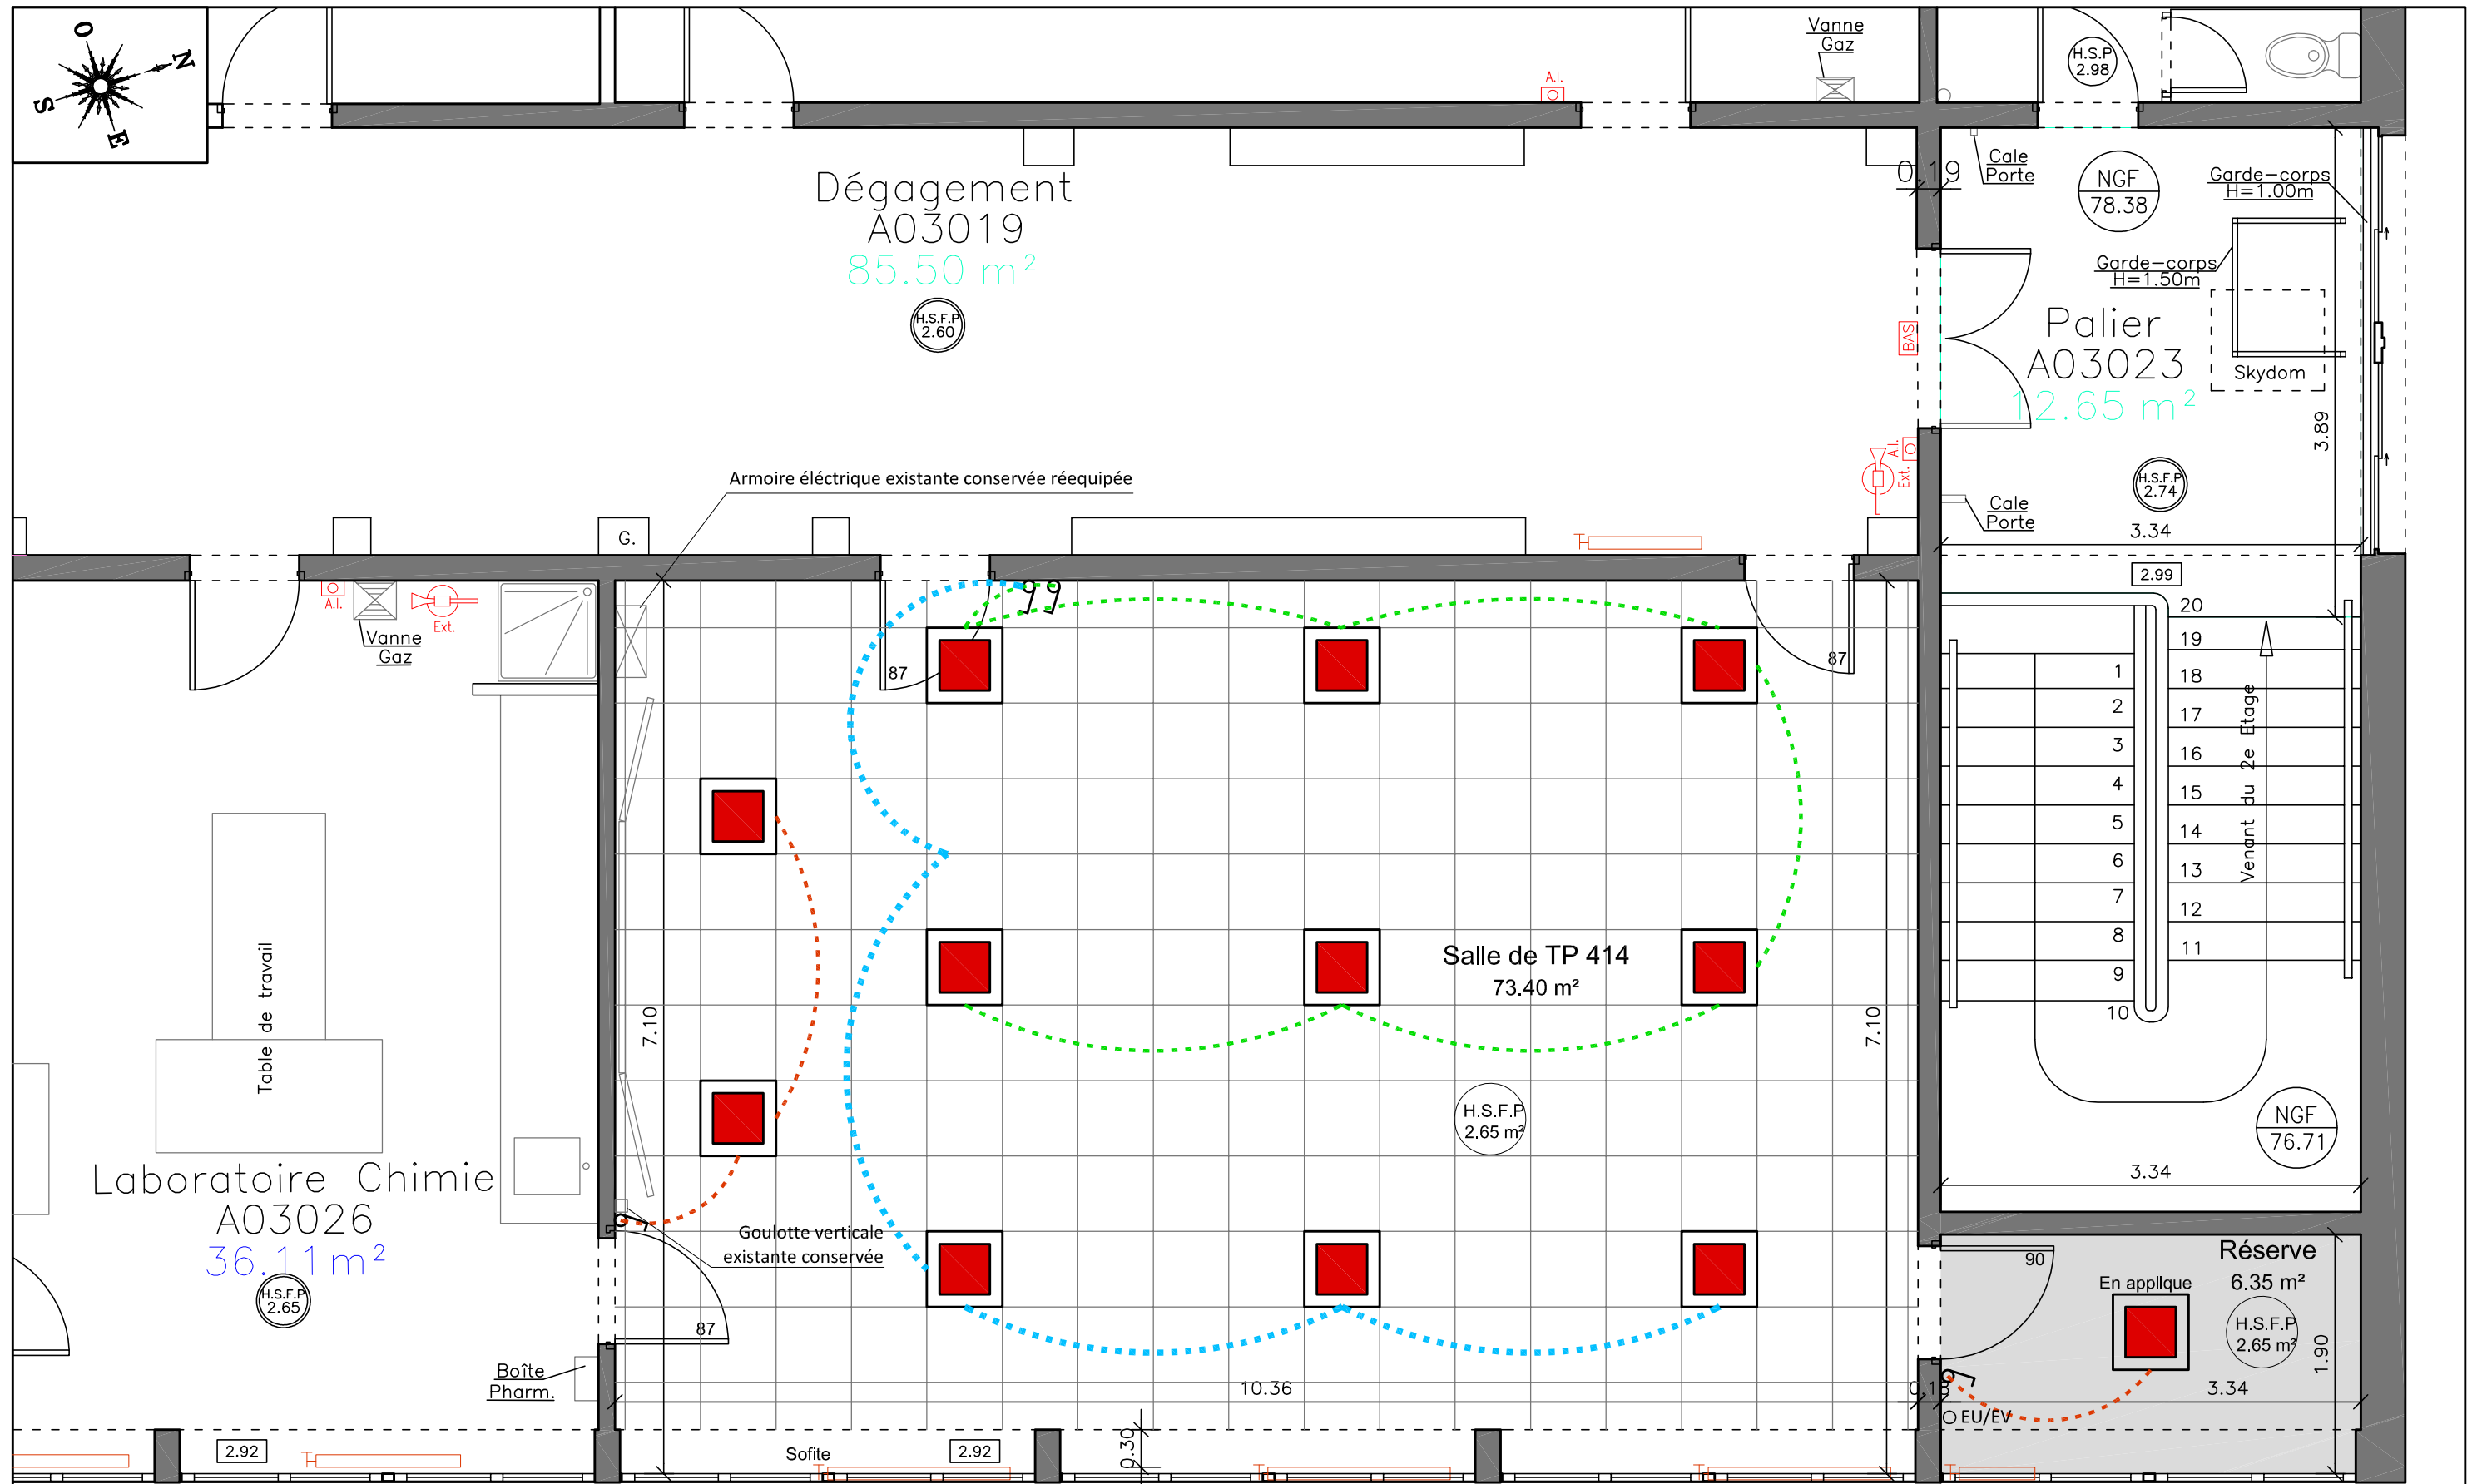 O
N
S
E
Vanne
Gaz
H.S.P
2.98
A.I.
Dégagement
A03019
85.50 m²
H.S.F.P
2.60
0.19
Cale
Porte
NGF
78.38
Garde-corps
H=1.00m
Garde-corps
H=1.50m
Palier
A03023
12.65 m²
Skydom
BAS
A.I.
Ext.
3.89
H.S.F.P
2.74
Cale
Porte
3.34
2.99
Armoire éléctrique existante conservée réequipée
G.
A.I.
Vanne
Gaz
Ext.
87
87
20
19
18
17
16
15
14
13
12
11
1
2
3
4
5
6
7
8
9
10
Venant du 2e Etage
Table de travail
7.10
Salle de TP 414
73.40 m²
7.10
H.S.F.P
2.65 m²
NGF
76.71
3.34
Laboratoire Chimie
A03026
36.11 m²
H.S.F.P
2.65
Goulotte verticale
existante conservée
87
Boîte
Pharm.
10.36
0.18
90
Réserve
6.35 m²
En applique
H.S.F.P
2.65 m²
1.90
3.34
EU/EV
2.92
Sofite
2.92
0.30